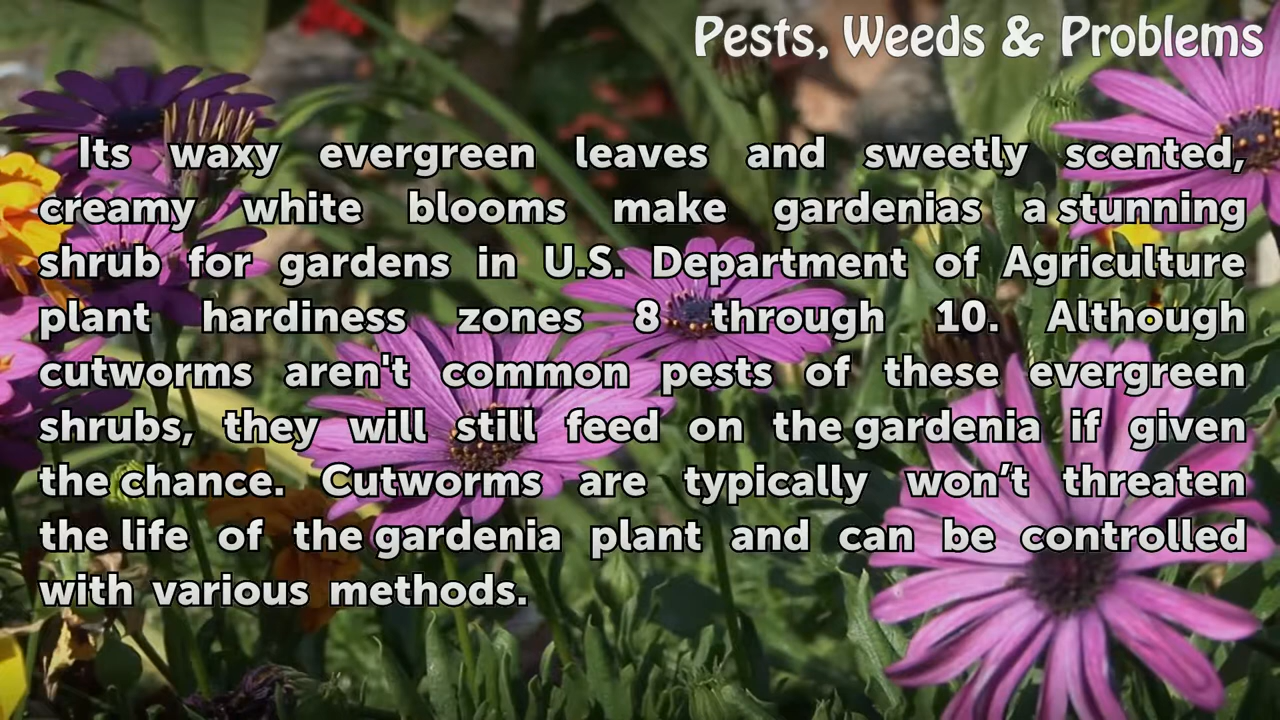 Pests, Weeds & Problems
Its waxy evergreen leaves and sweetly scented,
creamy white blooms make gardenias a stunning
shrub for gardens in U.S. Department of Agriculture
plant hardiness zones 8 through 10. Although
cutworms aren't common pests of these evergreen
shrubs, they will still feed on the gardenia if given
the chance. Cutworms are typically won’t threaten
the life of the gardenia plant and can be controlled
with various methods.